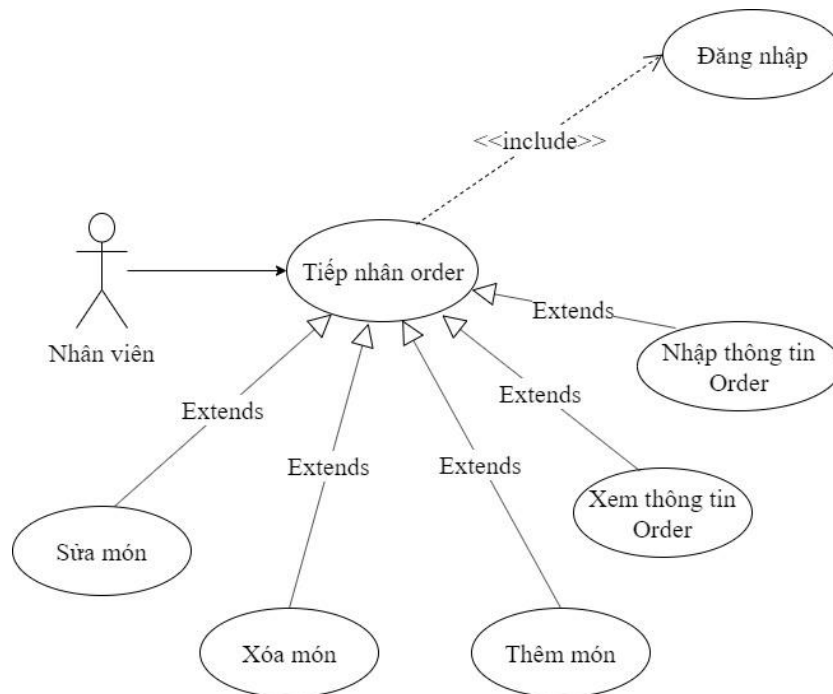 Đăng nhập
<<include>>
Tiếp nhân order
Nhân viên
Extends
Nhập thông tin
Order
Extends
Extends
Extends
Extends
Xem thông tin
Order
Sửa món
Xóa món
Thêm món